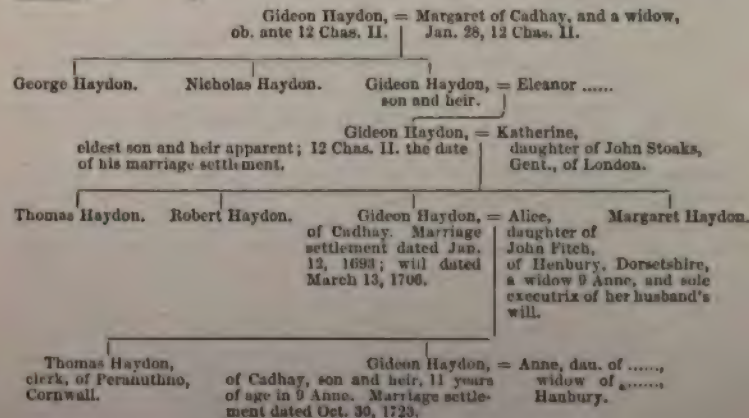 Gideon Haydon, = Margaret of Cadhay, and a widow,
ob. ante 12 Chas. II. Jan. 28, 12 Chas. II.
George Haydon. Nicholas Haydon. Gideon Haydon, = Eleanor ......
son and heir.
Gideon Haydon, = Katherine,
eldest son and heir apparent; 12 Chas. II. the date daughter of John Stoaks,
of his marriage settlement. Gent., of London.
Thomas Haydon. Robert Haydon. Gideon Haydon, = Alice, Margaret Haydon.
of Cadhay. Marriage daughter of
settlement dated Jan. John Fitch,
12, 1693; will dated of Henbury, Dorsetshire,
March 13, 1706. a widow 9 Anne, and sole
executrix of her husband's
will.
Thomas Haydon, Gideon Haydon, = Anne, dau. of ......,
clerk, of Peranuthno, of Cadhay, son and heir, 11 years widow of ......,
Cornwall. of age in 9 Anne. Marriage settle- Hanbury.
ment dated Oct. 30, 1723.